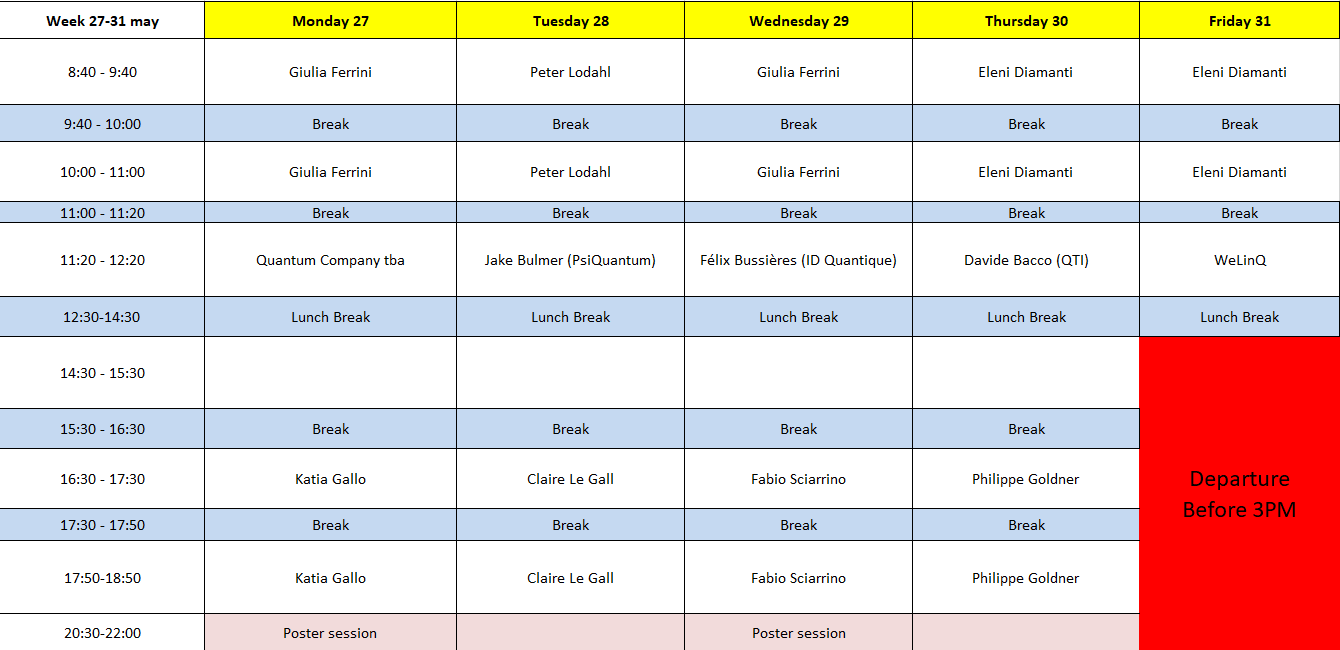 Week 27-31 may Monday 27 Tuesday 28 Wednesday 29 Thursday 30 Friday 31
8:40 - 9:40 Giulia Ferrini Peter Lodahl Giulia Ferrini Eleni Diamanti Eleni Diamanti
9:40 - 10:00 Break Break Break Break Break
10:00 - 11:00 Giulia Ferrini Peter Lodahl Giulia Ferrini Eleni Diamanti Eleni Diamanti
11:00 - 11:20 Break Break Break Break Break
11:20 - 12:20 Quantum Company tba Jake Bulmer (PsiQuantum) Félix Bussières (ID Quantique) Davide Bacco (QTI) WeLinQ
12:30-14:30 Lunch Break Lunch Break Lunch Break Lunch Break Lunch Break
14:30 - 15:30
15:30 - 16:30 Break Break Break Break
16:30 - 17:30 Katia Gallo Claire Le Gall Fabio Sciarrino Philippe Goldner
Departure
Before 3PM
17:30 - 17:50 Break Break Break Break
17:50-18:50 Katia Gallo Claire Le Gall Fabio Sciarrino Philippe Goldner
20:30-22:00 Poster session Poster session